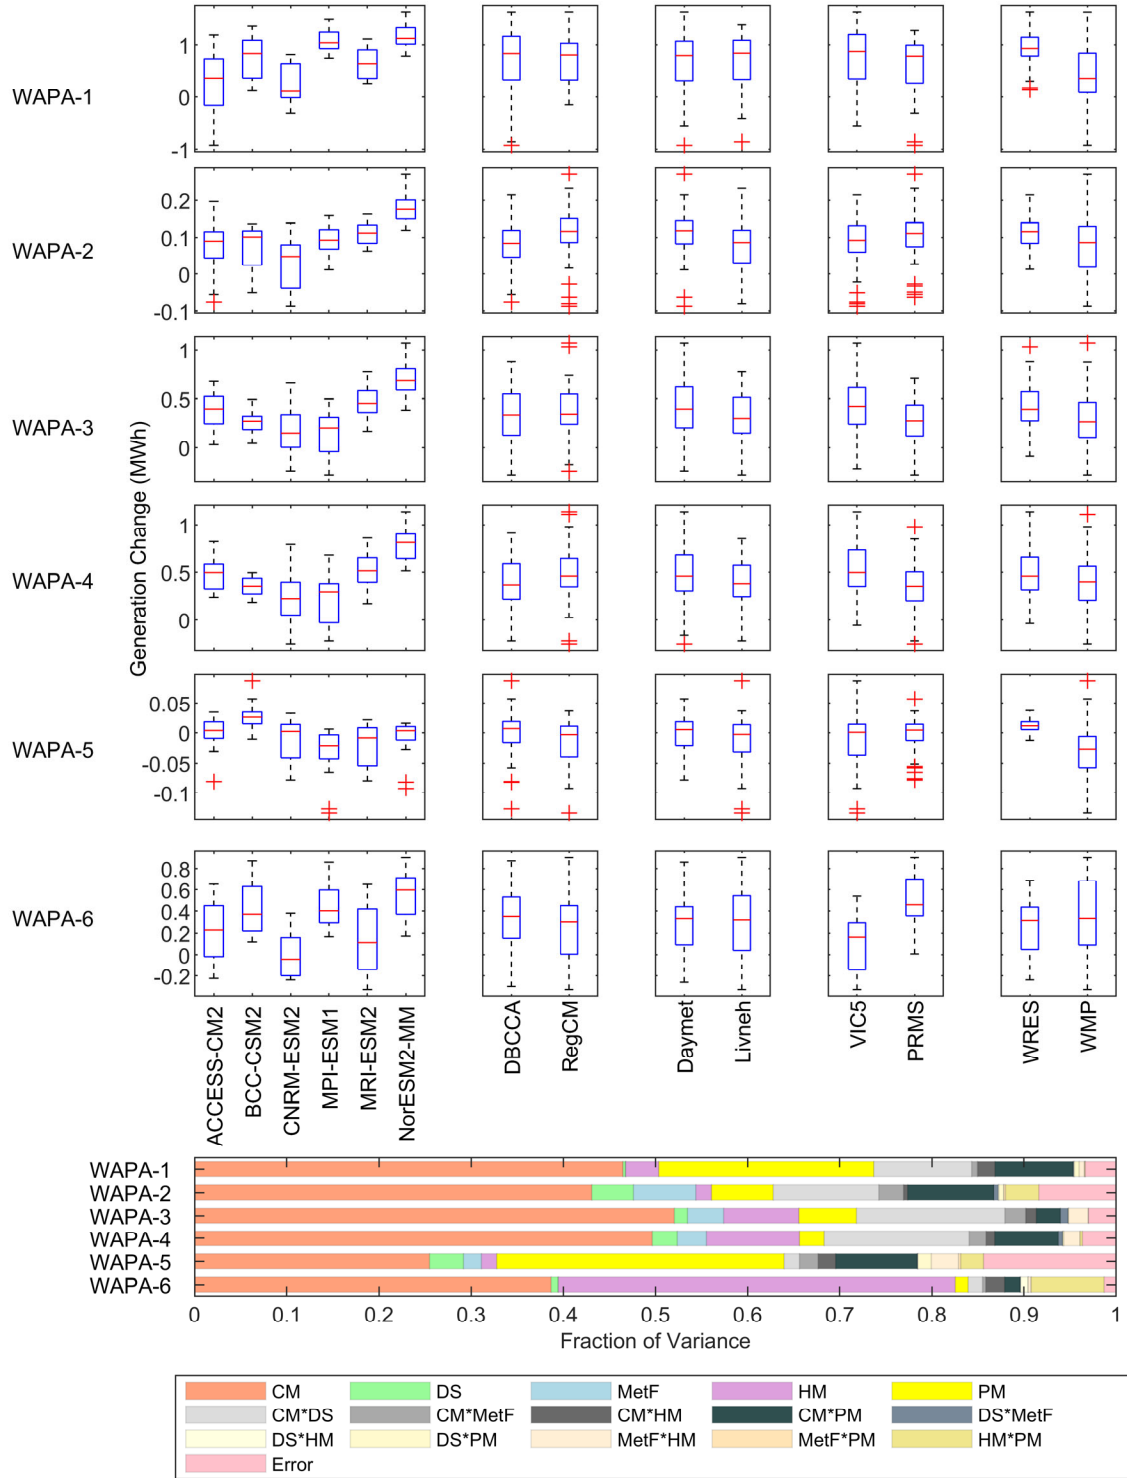 WAPA-1
1
0
-1
WAPA-2
0.2
0.1
0
-0.1
WAPA-3
1
0.5
0
WAPA-4
1
0.5
0
WAPA-5
0.05
0
-0.05
-0.1
WAPA-6
0.8
0.6
0.4
0.2
0
-0.2
Generation Change (MWh)
ACCESS-CM2
BCC-CSM2
CNRM-ESM2
MPI-ESM1
MRI-ESM2
NorESM2-MM
DBCCA
RegCM
Daymet
Livneh
VIC5
PRMS
WRES
WMP
WAPA-1
WAPA-2
WAPA-3
WAPA-4
WAPA-5
WAPA-6
0 0.1 0.2 0.3 0.4 0.5 0.6 0.7 0.8 0.9 1
Fraction of Variance
CM DS MetF HM PM
CM*DS CM*MetF CM*HM CM*PM DS*MetF
DS*HM DS*PM MetF*HM MetF*PM HM*PM
Error